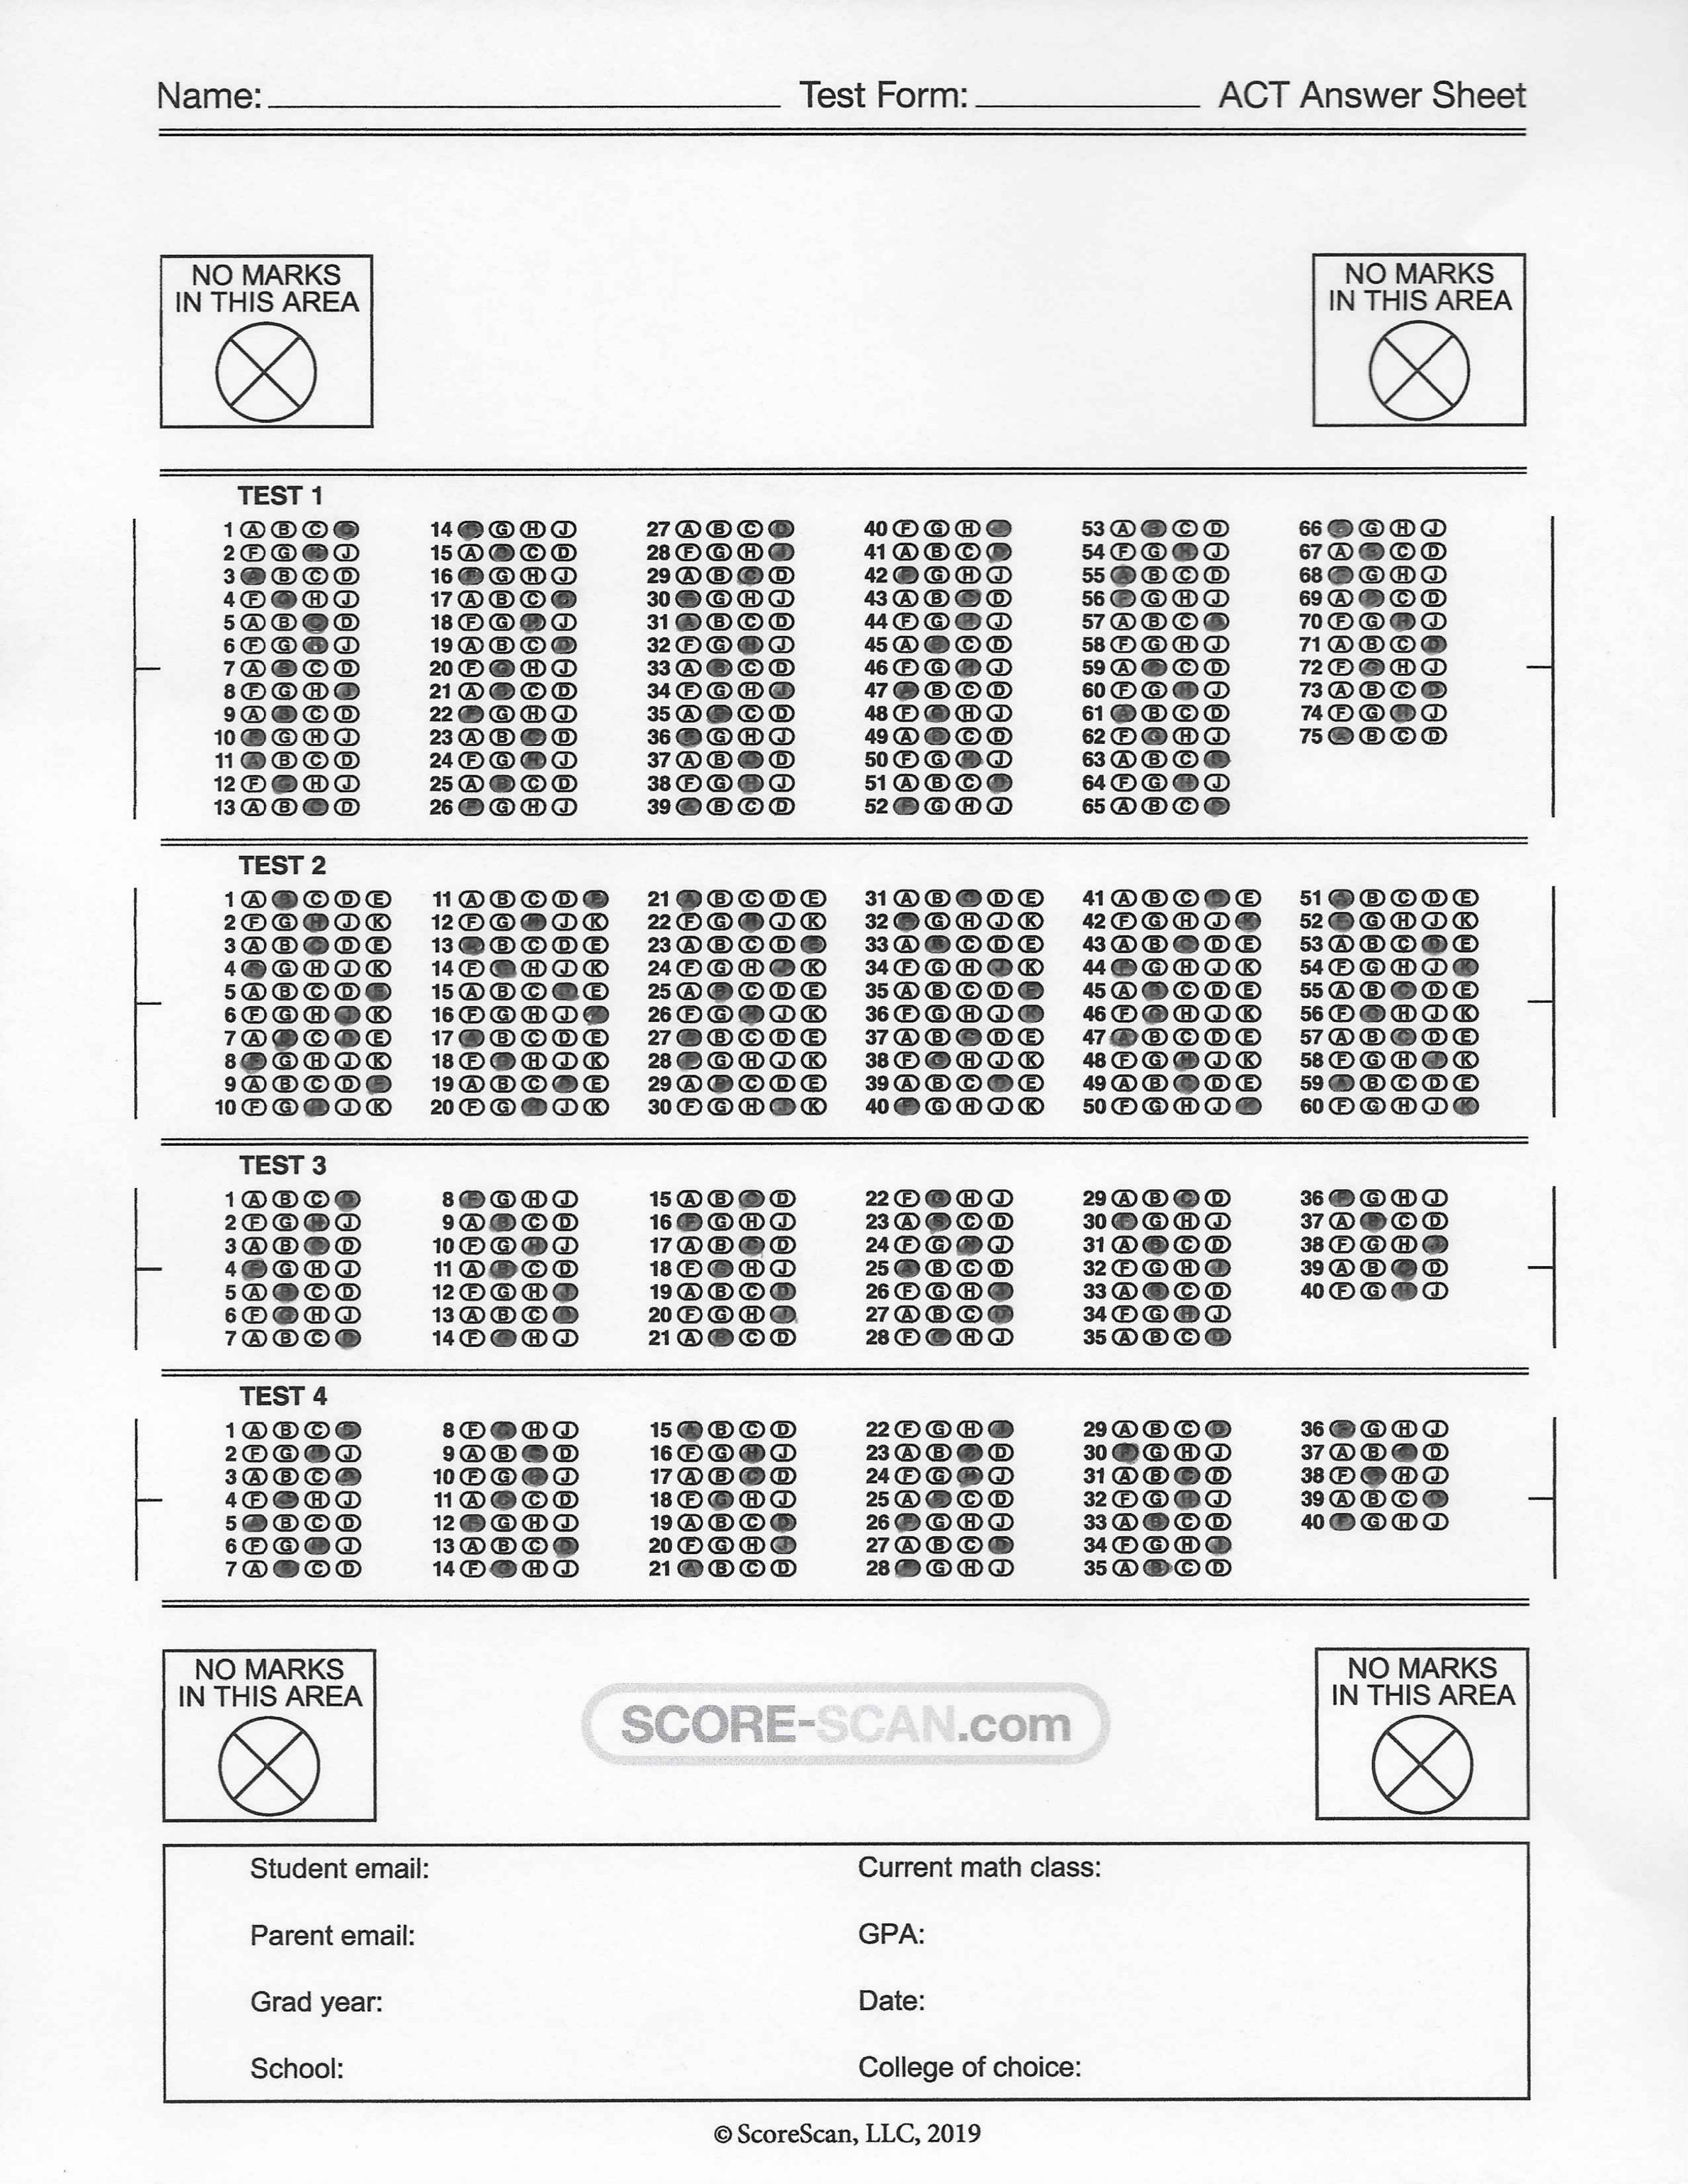 Name: Test Form: ACT Answer Sheet
NO MARKS NO MARKS
IN THIS AREA IN THIS AREA
TEST 1
1 A B C 14 G H J 27 A B C 40 F G H 53 A C D 66 G H J
2 F G J 15 A C D 28 F G H 41 A B C 54 F G J 67 A C D
3 B C D 16 G H J 29 A B D 42 G H J 55 B C D 68 G H J
4 F H J 17 A B C 30 G H J 43 A B D 56 G H J 69 A C D
5 A B D 18 F G J 31 B C D 44 F G J 57 A B C 70 F G J
6 F G J 19 A B C 32 F G J 45 A C D 58 F G H J 71 A B C
7 A C D 20 F H J 33 A C D 46 F G J 59 A C D 72 F H J
8 F G H 21 A C D 34 F G H 47 B C D 60 F G J 73 A B C
9 A C D 22 G H J 35 A C D 48 F H J 61 B C D 74 F G J
10 G H J 23 A B D 36 G H J 49 A C D 62 F H J 75 B C D
11 B C D 24 F G J 37 A B D 50 F G J 63 A B C
12 F H J 25 A C D 38 F G J 51 A B C 64 F G J
13 A B D 26 G H J 39 B C D 52 G H J 65 A B C
TEST 2
1 A C D E 11 A B C D 21 B C D E 31 A B D E 41 A B C E 51 B C D E
2 F G J K 12 F G J K 22 F G J K 32 G H J K 42 F G H J 52 G H J K
3 A B D E 13 B C D E 23 A B C D 33 A C D E 43 A B D E 53 A B C E
4 G H J K 14 F H J K 24 F G H K 34 F G H K 44 G H J K 54 F G H J
5 A B C D 15 A B C E 25 A C D E 35 A B C D 45 A C D E 55 A B D E
6 F G H K 16 F G H J 26 F G J K 36 F G H J 46 F H J K 56 F H J K
7 A C E 17 B C D E 27 B C D E 37 A B D E 47 B C D E 57 A B D E
8 G H J K 18 F H J K 28 G H J K 38 F H J K 48 F G J K 58 F G H K
9 A B C D 19 A B C E 29 A C D E 39 A B C E 49 A B D E 59 B C D E
10 F G J K 20 F G J K 30 F G H K 40 G H J K 50 F G H J 60 F G H J
TEST 3
1 A B C 8 G H J 15 A B D 22 F H J 29 A B D 36 G H J
2 F G J 9 A C D 16 G H J 23 A C D 30 G H J 37 A C D
3 A B D 10 F G J 17 A B D 24 F G J 31 A C D 38 F G H
4 G H J 11 A C D 18 F H J 25 B C D 32 F G H 39 A B D
5 A C D 12 F G H 19 A B C 26 F G H 33 A C D 40 F G J
6 F H J 13 A B C 20 F G H 27 A B C 34 F G J
7 A B C 14 F H J 21 A C D 28 F H J 35 A B C
TEST 4
1 A B C 8 F H J 15 B C D 22 F G H 29 A B C 36 G H J
2 F G J 9 A B D 16 F G J 23 A B D 30 G H J 37 A B D
3 A B C 10 F G J 17 A B D 24 F G J 31 A B D 38 F H J
4 F H J 11 A C D 18 F H J 25 A C D 32 F G J 39 A B C
5 B C D 12 G H J 19 A B C 26 G H J 33 A C D 40 G H J
6 F G J 13 A B C 20 F G H 27 A B C 34 F G H
7 A C D 14 F H J 21 B C D 28 G H J 35 A C D
NO MARKS NO MARKS
IN THIS AREA IN THIS AREA
SCORE-SCAN.com
Student email: Current math class:
Parent email: GPA:
Grad year: Date:
School: College of choice:
© ScoreScan, LLC, 2019